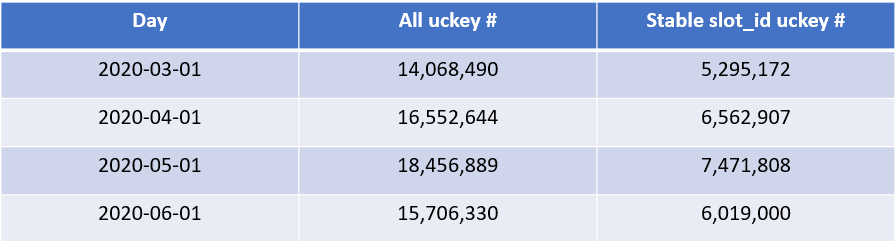 Day All uckey # Stable slot_id uckey #
2020-03-01 14,068,490 5,295,172
2020-04-01 16,552,644 6,562,907
2020-05-01 18,456,889 7,471,808
2020-06-01 15,706,330 6,019,000